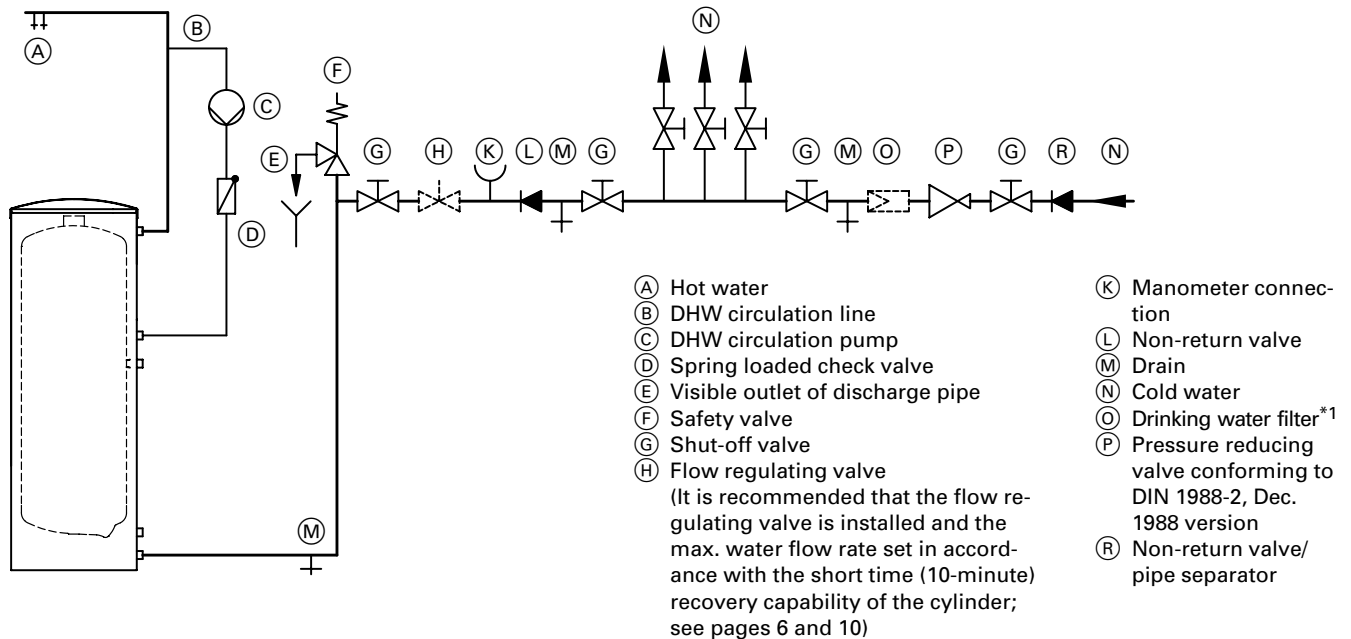 N
B
F
A
C
E
G
H
K
L
M
G
G
M
O
P
G
R
N
D
M
A Hot water
B DHW circulation line
C DHW circulation pump
D Spring loaded check valve
E Visible outlet of discharge pipe
F Safety valve
G Shut-off valve
H Flow regulating valve
(It is recommended that the flow re-
gulating valve is installed and the
max. water flow rate set in accord-
ance with the short time (10-minute)
recovery capability of the cylinder;
see pages 6 and 10)
K Manometer connec-
tion
L Non-return valve
M Drain
N Cold water
O Drinking water filter*1
P Pressure reducing
valve conforming to
DIN 1988-2, Dec.
1988 version
R Non-return valve/
pipe separator